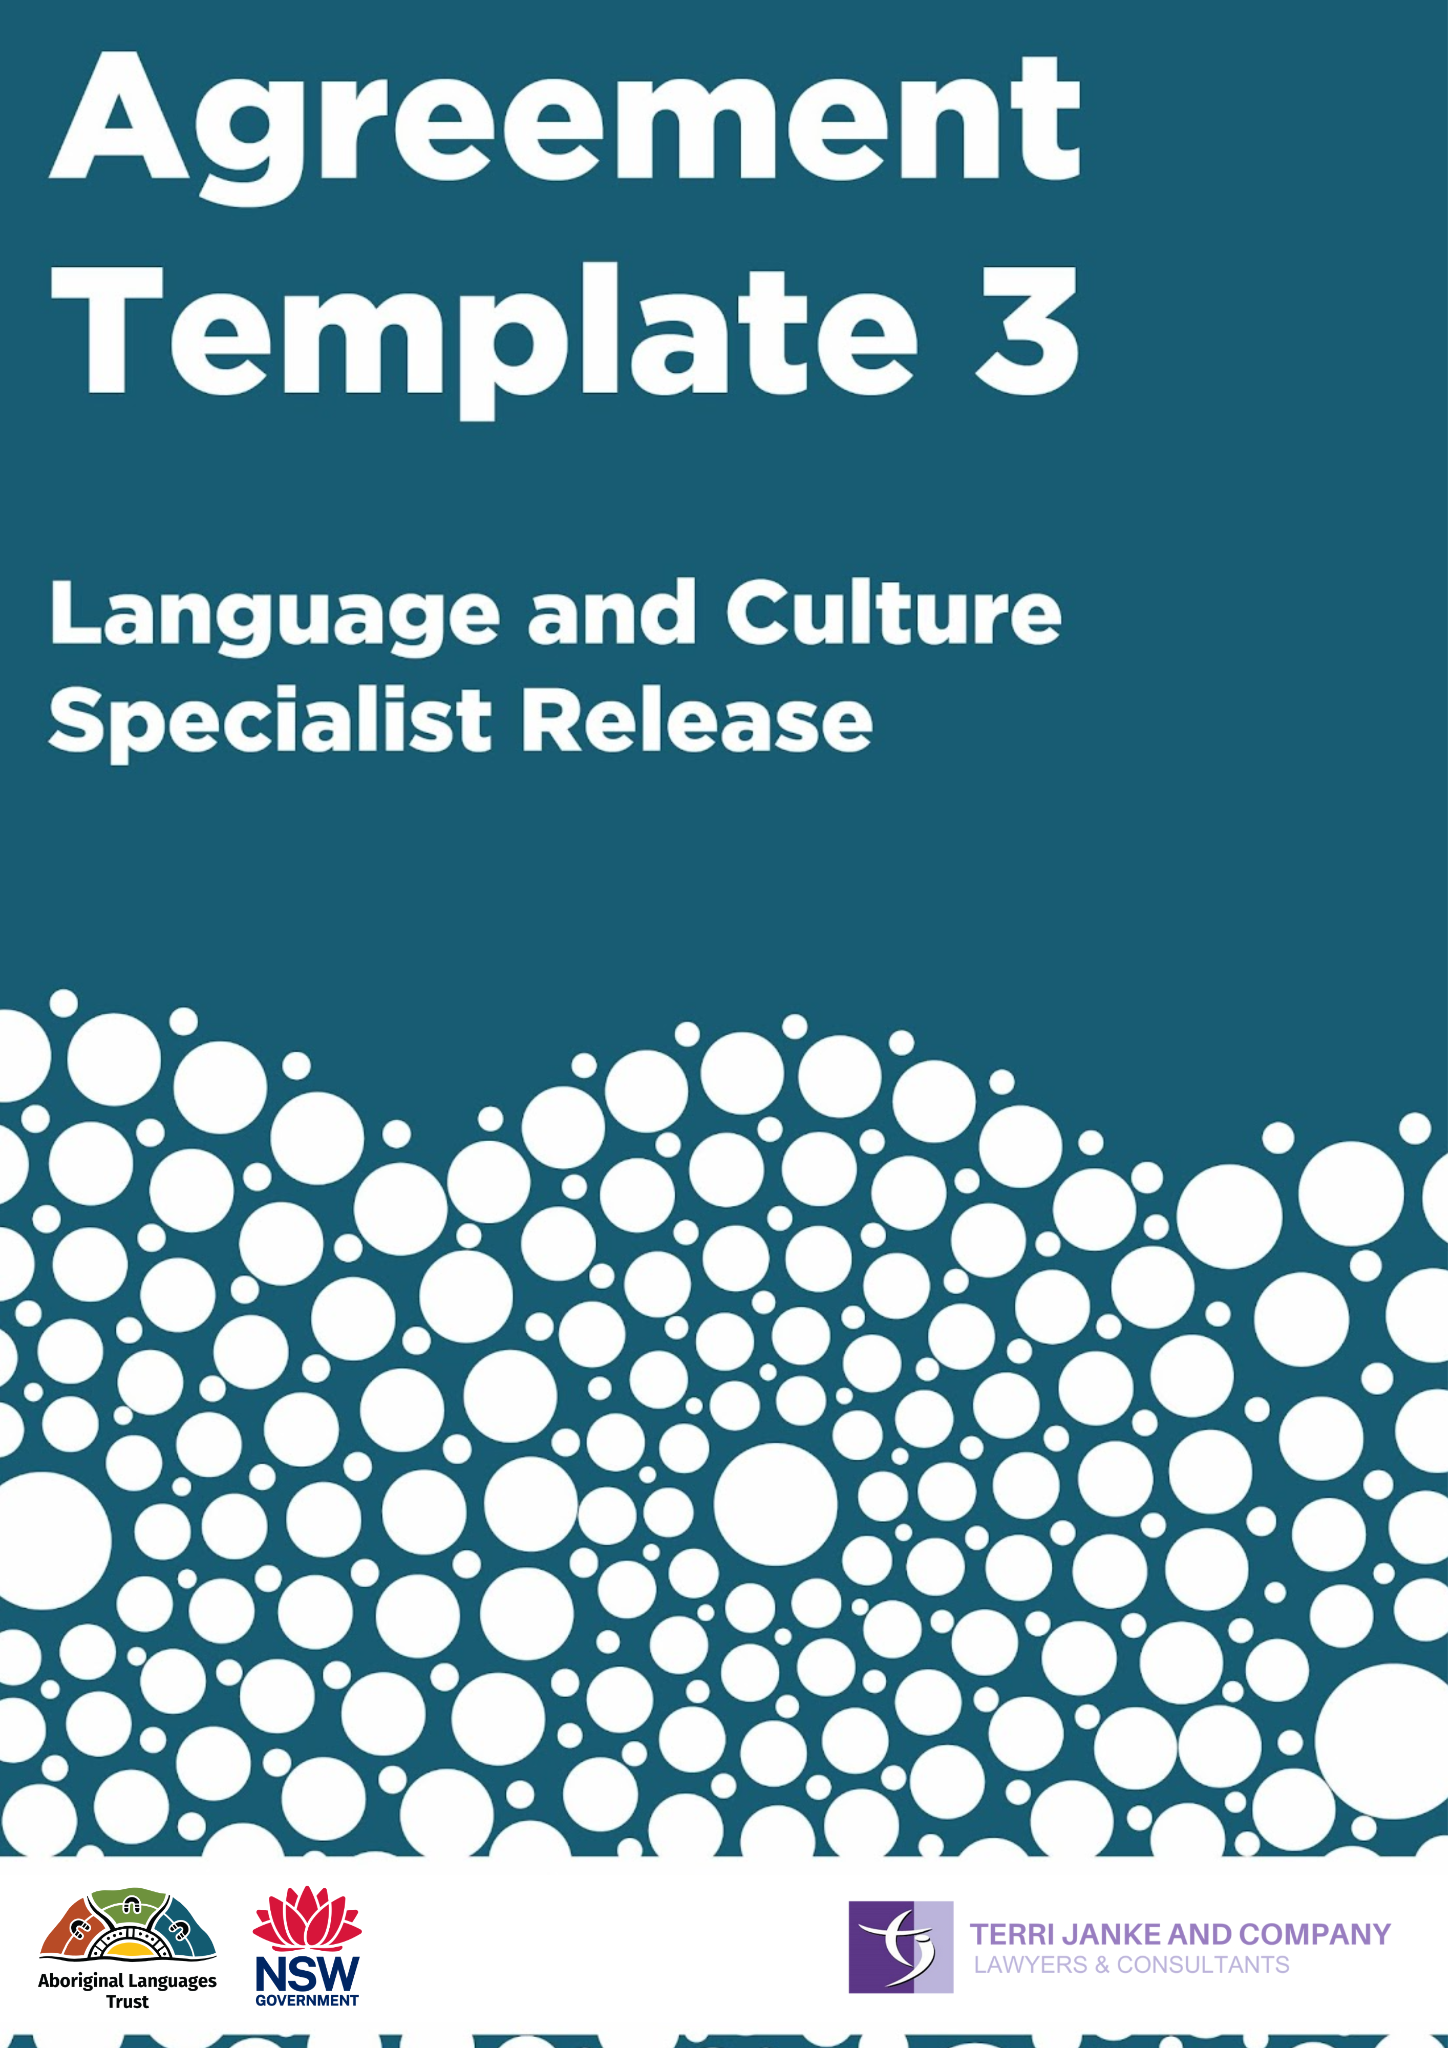 Agreement
Template 3
Language and Culture
Specialist Release
Aboriginal Languages
Trust
NSW
GOVERNMENT
TERRI JANKE AND COMPANY
LAWYERS & CONSULTANTS